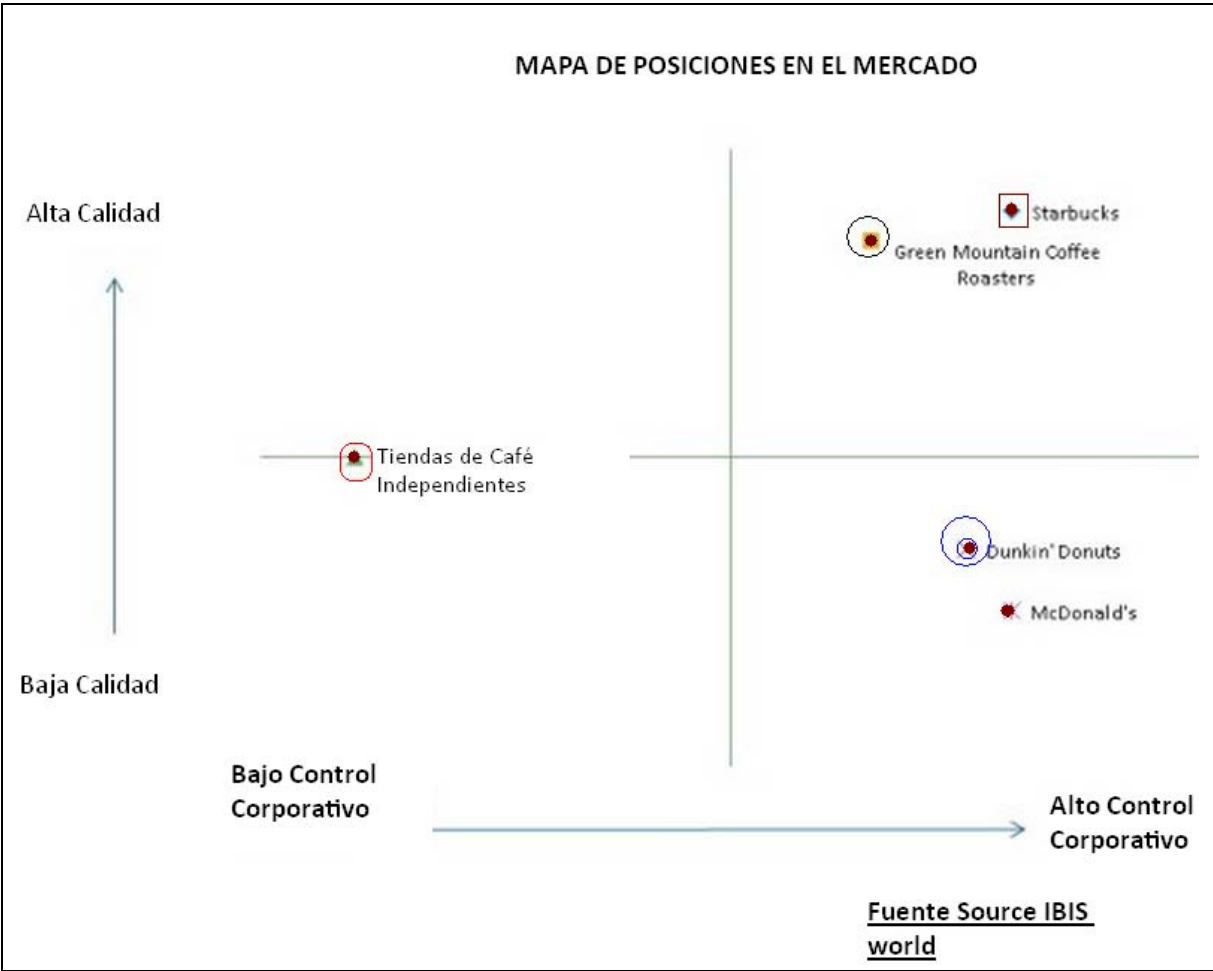 MAPA DE POSICIONES EN EL MERCADO
Alta Calidad
Starbucks
Green Mountain Coffee
Roasters
Tiendas de Café
Independientes
Dunkin' Donuts
McDonald's
Baja Calidad
Bajo Control
Corporativo
Alto Control
Corporativo
Fuente Source IBIS
world